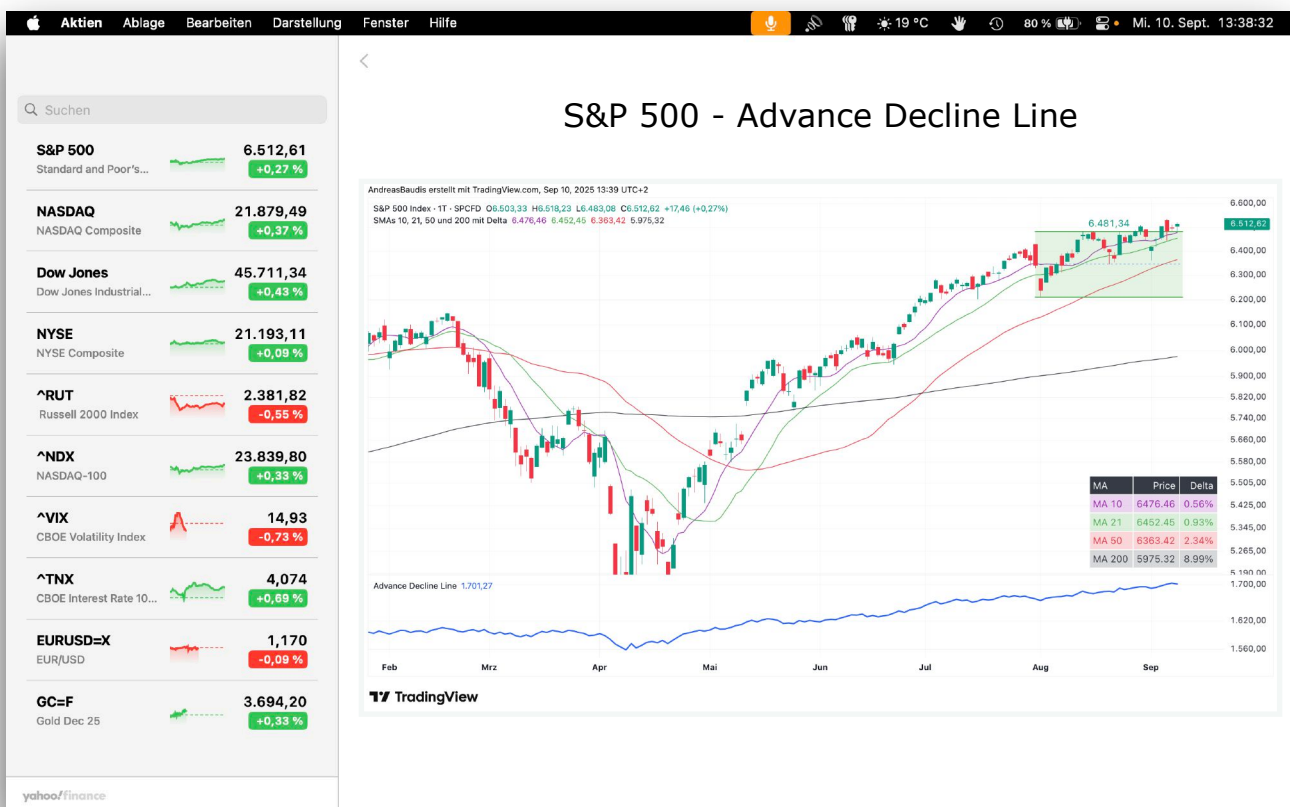 Aktien Ablage Bearbeiten Darstellung Fenster Hilfe 19 °C 80 % Mi. 10. Sept. 13:38:32
Suchen
S&P 500 6.512,61
Standard and Poor's... +0,27 %
NASDAQ 21.879,49
NASDAQ Composite +0,37 %
Dow Jones 45.711,34
Dow Jones Industrial... +0,43 %
NYSE 21.193,11
NYSE Composite +0,09 %
^RUT 2.381,82
Russell 2000 Index -0,55 %
^NDX 23.839,80
NASDAQ-100 +0,33 %
^VIX 14,93
CBOE Volatility Index -0,73 %
^TNX 4,074
CBOE Interest Rate 10... +0,69 %
EURUSD=X 1,170
EUR/USD -0,09 %
GC=F 3.694,20
Gold Dec 25 +0,33 %
yahoo!finance
S&P 500 - Advance Decline Line
AndreasBaudis erstellt mit TradingView.com, Sep 10, 2025 13:39 UTC+2
S&P 500 Index · 1T · SPCFD O6.503,33 H6.518,23 L6.483,08 C6.512,62 +17,46 (+0,27%)
SMAs 10, 21, 50 und 200 mit Delta 6.476,46 6.452,45 6.363,42 5.975,32
6.481,34
6.600,00
6.512,62
6.400,00
6.300,00
6.200,00
6.100,00
6.000,00
5.900,00
5.820,00
5.740,00
5.660,00
5.580,00
5.505,00
5.425,00
5.345,00
5.265,00
5.190,00
MA Price Delta
MA 10 6476.46 0.56%
MA 21 6452.45 0.93%
MA 50 6363.42 2.34%
MA 200 5975.32 8.99%
Advance Decline Line 1.701,27
1.700,00
1.620,00
1.560,00
Feb Mrz Apr Mai Jun Jul Aug Sep
TradingView